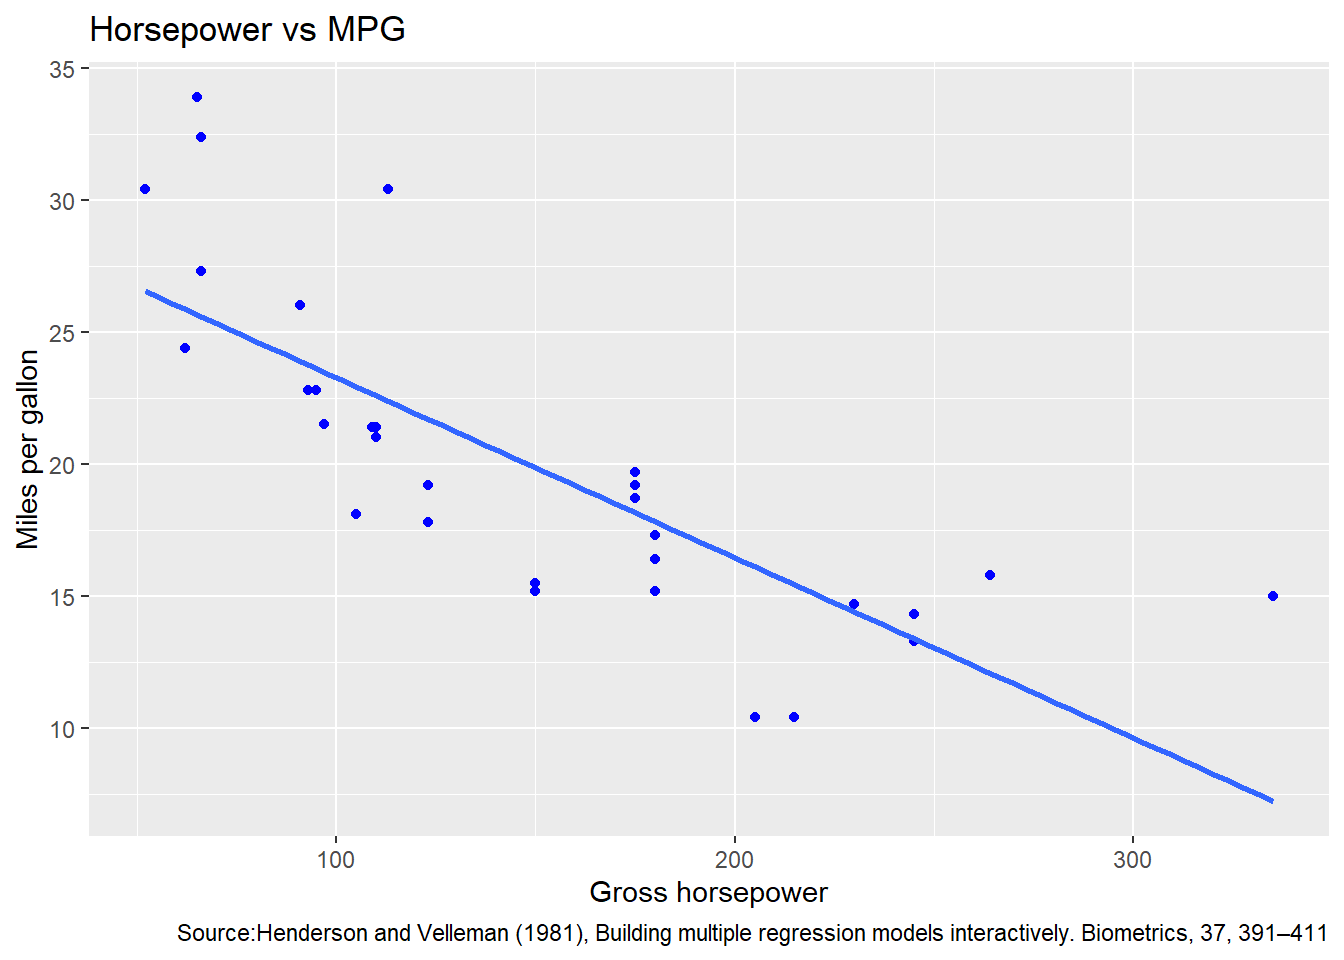 Horsepower vs MPG
35
30
25
20
15
10
Miles per gallon
100 200 300
Gross horsepower
Source:Henderson and Velleman (1981), Building multiple regression models interactively. Biometrics, 37, 391–411